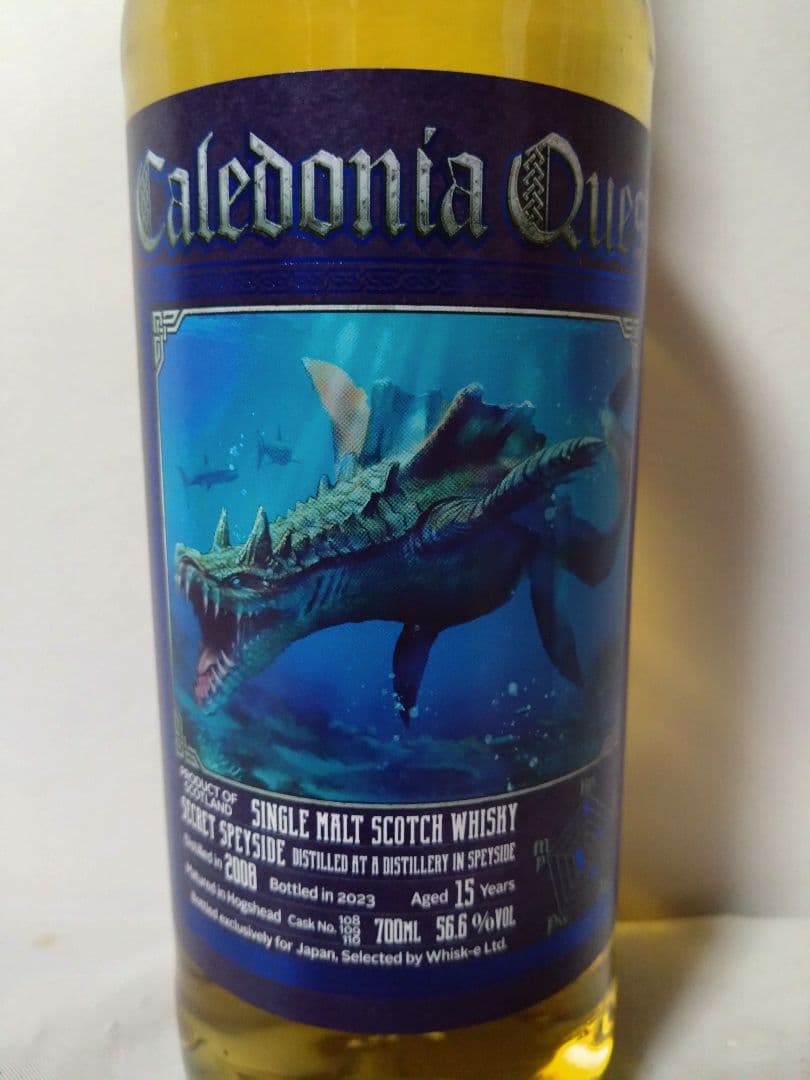 Caledonia Ques
PRODUCT OF
SCOTLAND
SINGLE MALT SCOTCH WHISKY
SECRET SPEYSIDE DISTILLED AT A DISTILLERY IN SPEYSIDE
Distilled in 2008 Bottled in 2023 Aged 15 Years
Matured in Hogshead Cask No. 108 109 116 700ML 56.6%VOL
Bottled exclusively for Japan, Selected by Whisk-e Ltd.